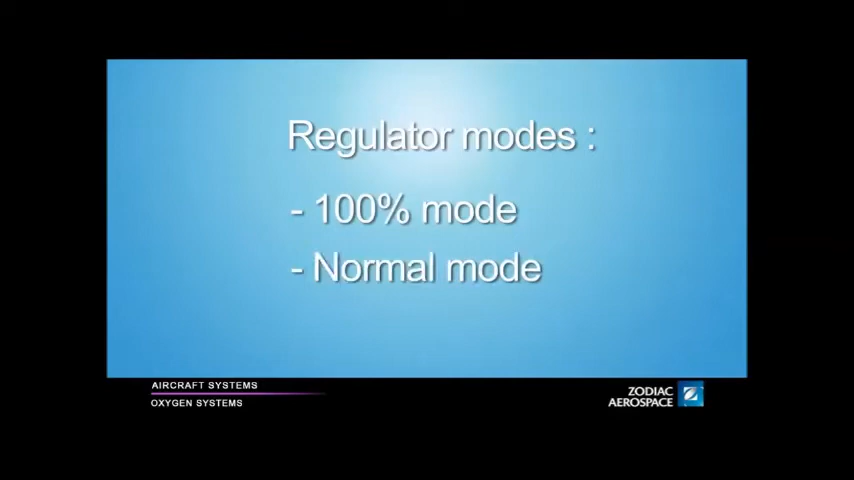 Regulator modes :
- 100% mode
- Normal mode
AIRCRAFT SYSTEMS
OXYGEN SYSTEMS
ZODIAC
AEROSPACE